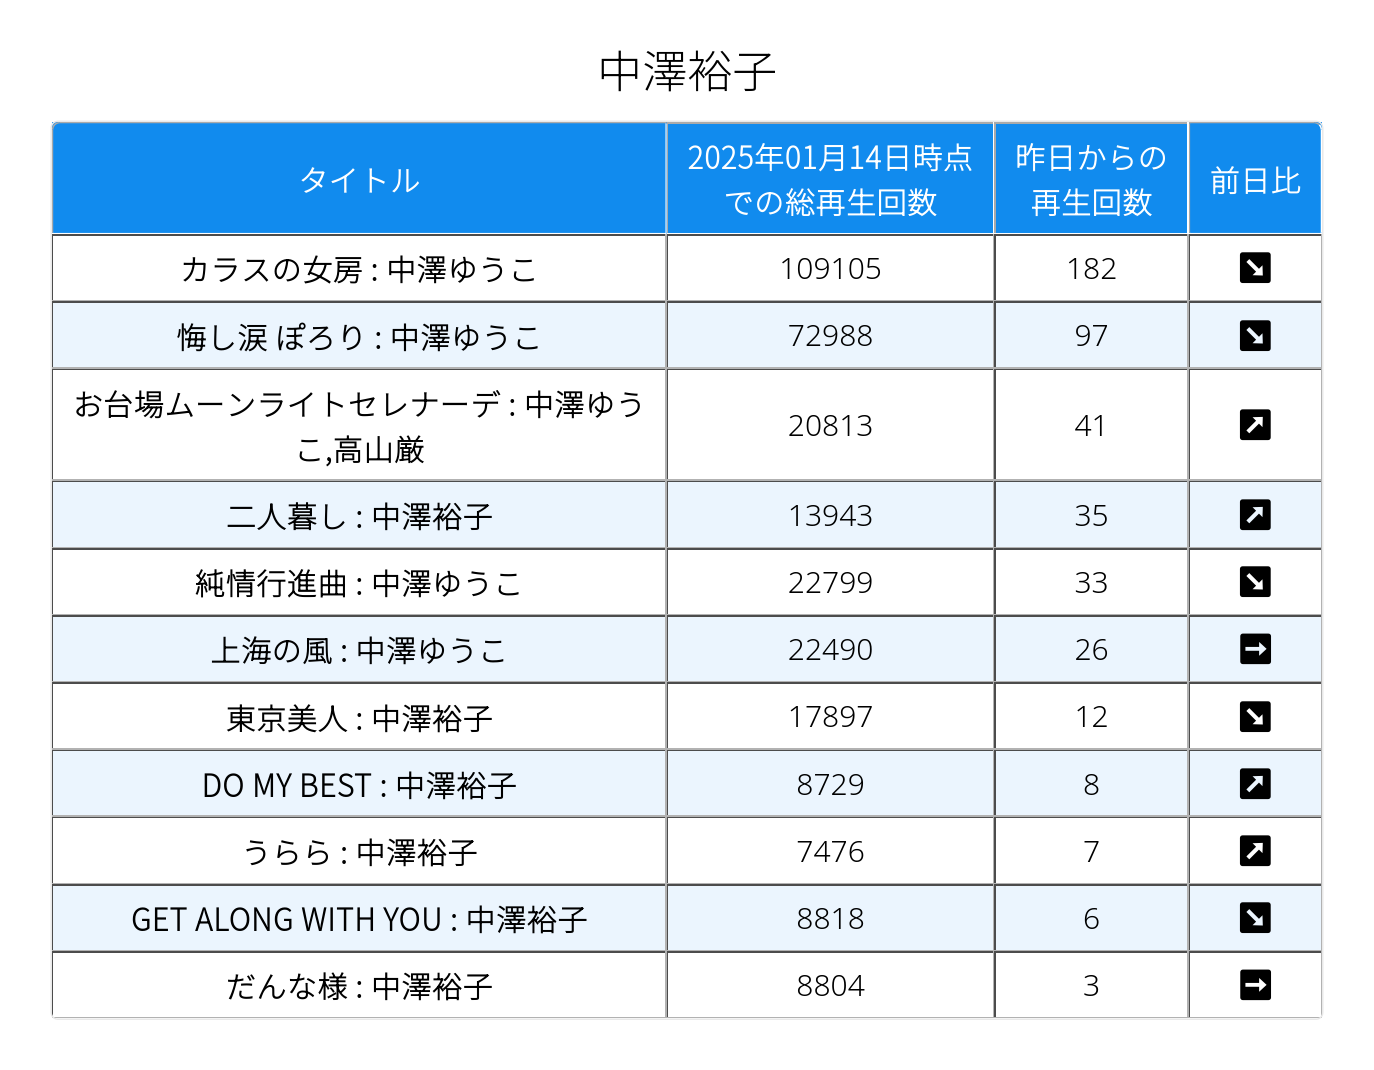 中澤裕子
タイトル
2025年01月14日時点
での総再生回数
昨日からの
再生回数
前日比
カラスの女房 : 中澤ゆうこ
109105
182
悔し涙 ぽろり : 中澤ゆうこ
72988
97
お台場ムーンライトセレナーデ : 中澤ゆう
こ,高山厳
20813
41
二人暮し : 中澤裕子
13943
35
純情行進曲 : 中澤ゆうこ
22799
33
上海の風 : 中澤ゆうこ
22490
26
東京美人 : 中澤裕子
17897
12
DO MY BEST : 中澤裕子
8729
8
うらら : 中澤裕子
7476
7
GET ALONG WITH YOU : 中澤裕子
8818
6
だんな様 : 中澤裕子
8804
3